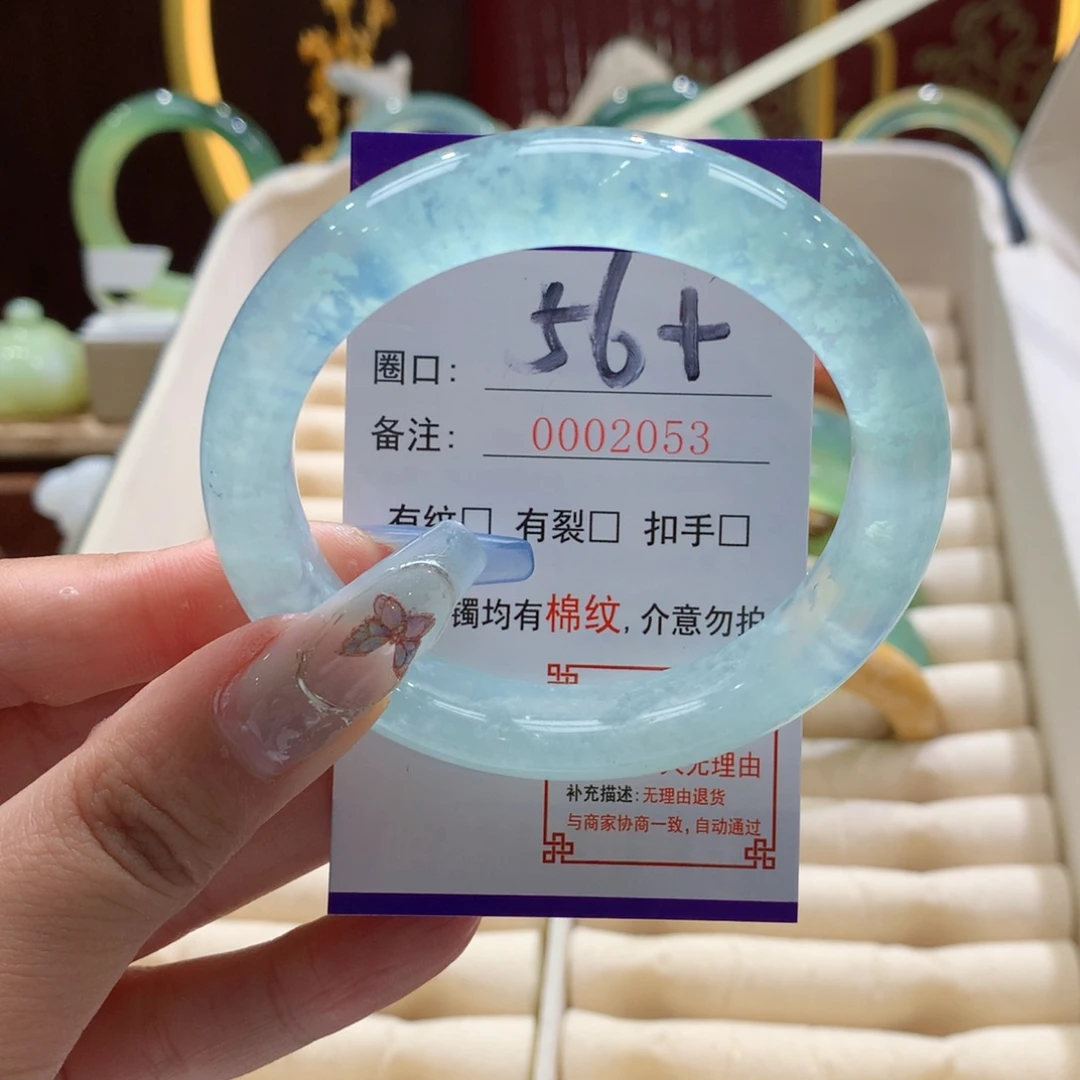 圈口: 56+
备注: 0002053
有纹□ 有裂□ 扣手□
镯均有棉纹,介意勿拍
无理由
补充描述:无理由退货
与商家协商一致,自动通过